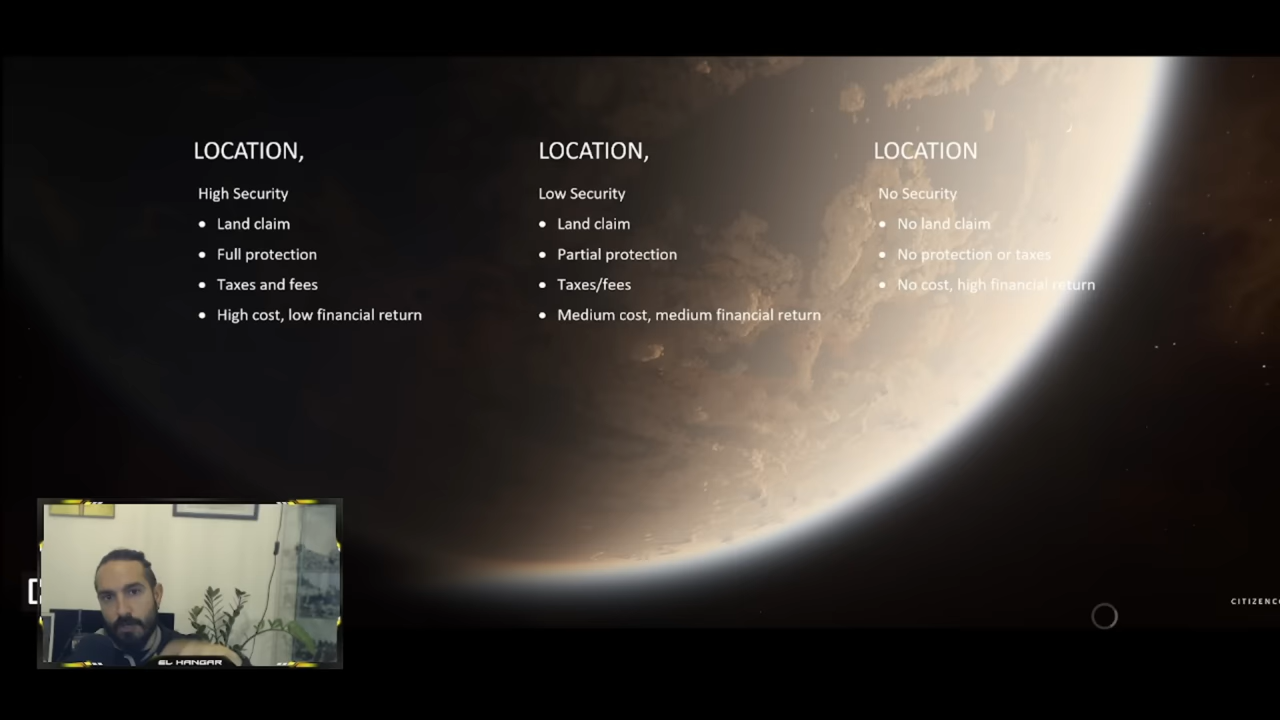 LOCATION,
High Security
• Land claim
• Full protection
• Taxes and fees
• High cost, low financial return
LOCATION,
Low Security
• Land claim
• Partial protection
• Taxes/fees
• Medium cost, medium financial return
LOCATION
No Security
• No land claim
• No protection or taxes
• No cost, high financial return
EL HANGAR
CITIZENC